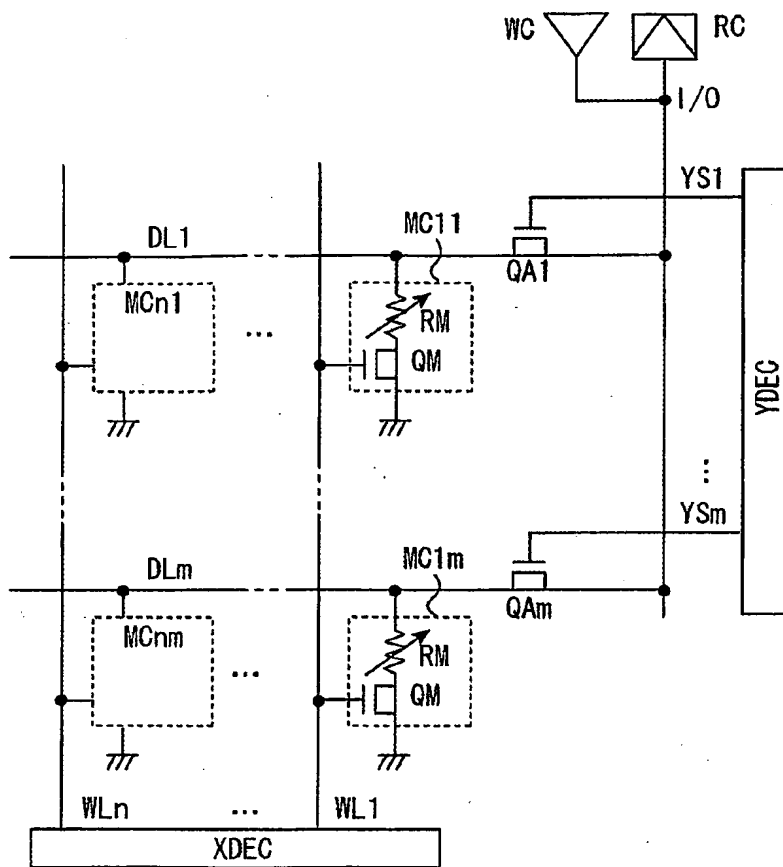 WC
RC
I/O
YS1
DL1
MC11
QA1
MCn1
...
RM
QM
YDEC
...
YSm
DLm
MC1m
QAm
MCnm
...
RM
QM
WLn
...
WL1
XDEC